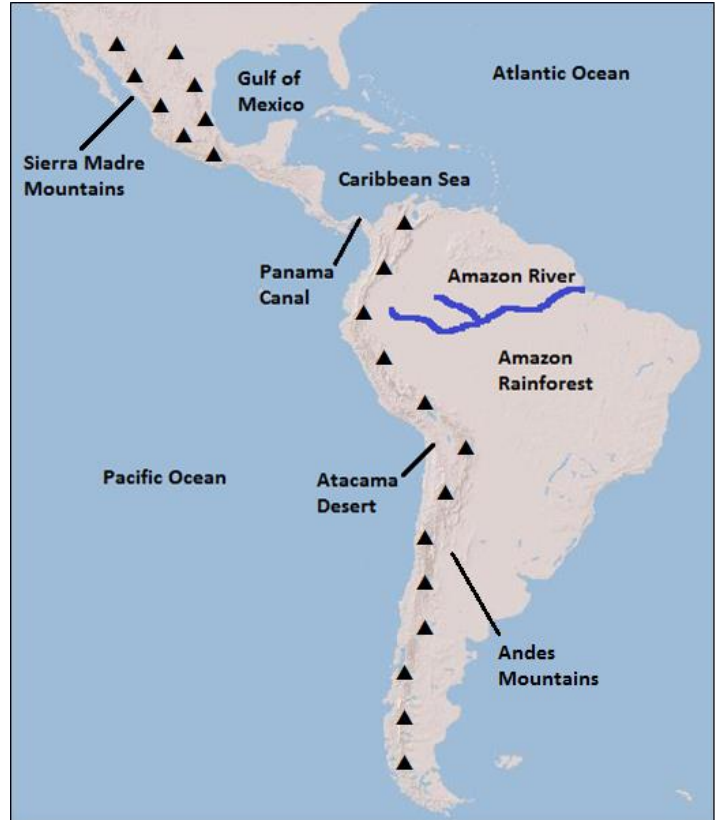 Atlantic Ocean
Gulf of
Mexico
Sierra Madre
Mountains
Caribbean Sea
Panama
Canal
Amazon River
Amazon
Rainforest
Pacific Ocean
Atacama
Desert
Andes
Mountains